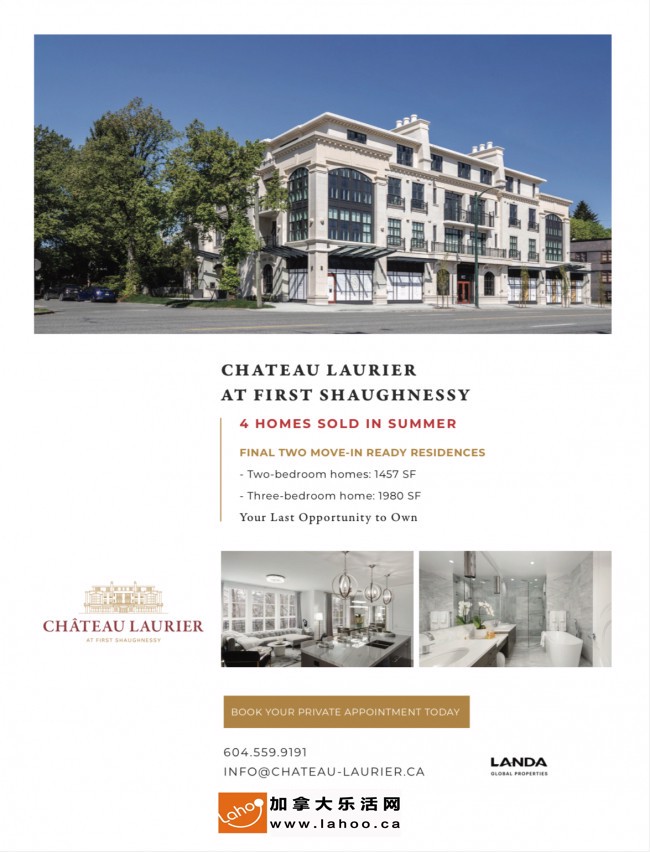 CHATEAU LAURIER
AT FIRST SHAUGHNESSY
4 HOMES SOLD IN SUMMER
FINAL TWO MOVE-IN READY RESIDENCES
- Two-bedroom homes: 1457 SF
- Three-bedroom home: 1980 SF
Your Last Opportunity to Own
CHÂTEAU LAURIER
AT FIRST SHAUGHNESSY
BOOK YOUR PRIVATE APPOINTMENT TODAY
604.559.9191
INFO@CHATEAU-LAURIER.CA
LANDA
GLOBAL PROPERTIES
Lahoo
加拿大乐活网
www.lahoo.ca